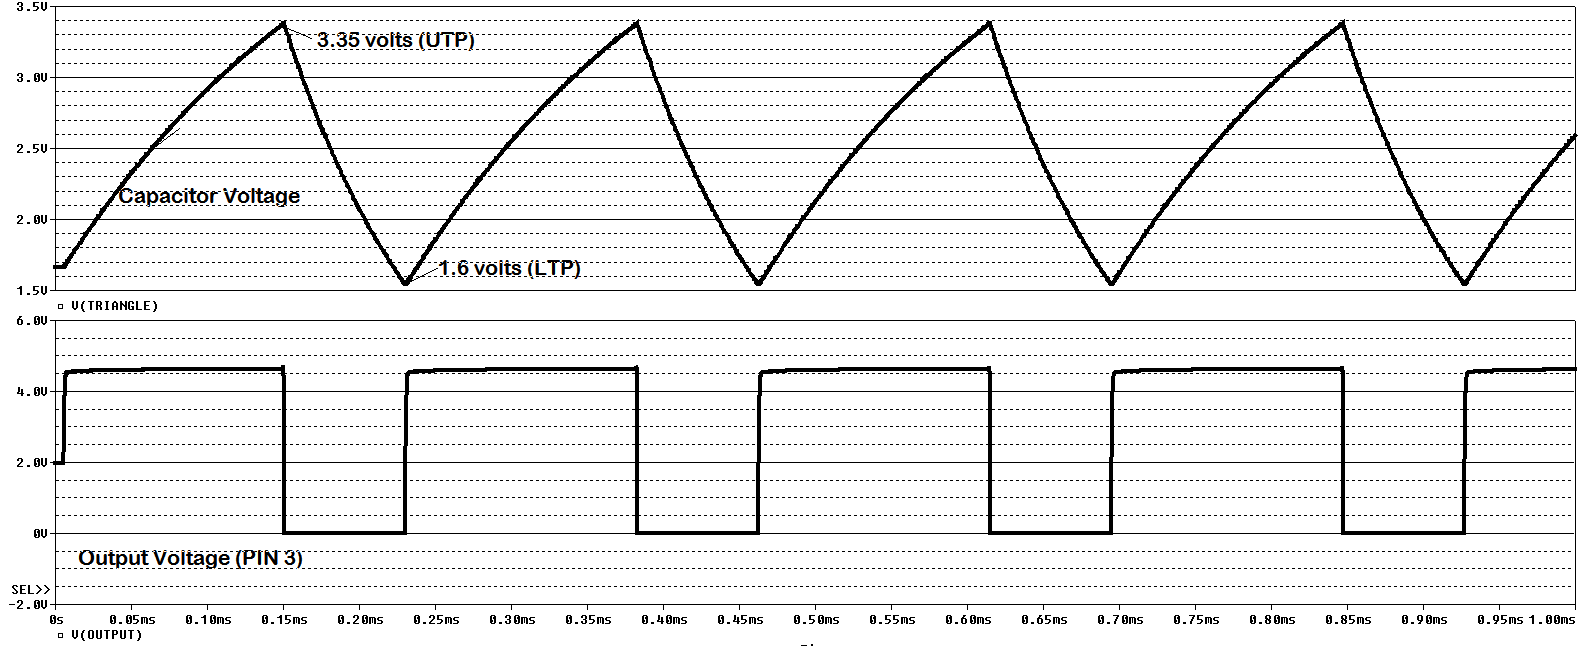 3.5V
3.35 volts (UTP)
3.0V
2.5V
Capacitor Voltage
2.0V
1.6 volts (LTP)
1.5V
V(TRIANGLE)
6.0V
4.0V
2.0V
0V
Output Voltage (PIN 3)
SEL>>
-2.0V
0s 0.05ms 0.10ms 0.15ms 0.20ms 0.25ms 0.30ms 0.35ms 0.40ms 0.45ms 0.50ms 0.55ms 0.60ms 0.65ms 0.70ms 0.75ms 0.80ms 0.85ms 0.90ms 0.95ms 1.00ms
V(OUTPUT)